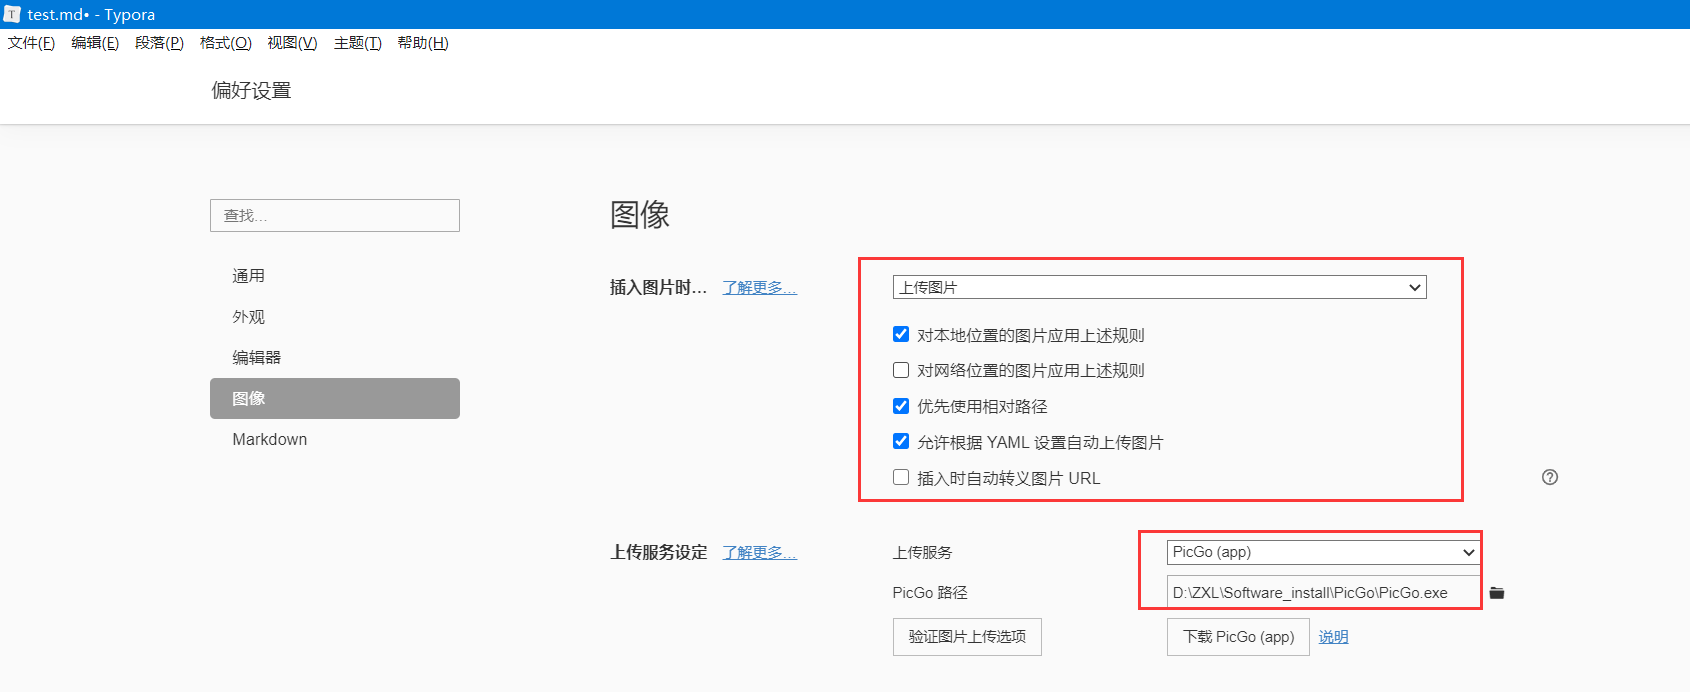 test.md• - Typora
文件(F) 编辑(E) 段落(P) 格式(O) 视图(V) 主题(T) 帮助(H)
偏好设置
查找...
通用
外观
编辑器
图像
Markdown
图像
插入图片时... 了解更多...
上传图片
对本地位置的图片应用上述规则
对网络位置的图片应用上述规则
优先使用相对路径
允许根据 YAML 设置自动上传图片
插入时自动转义图片 URL
上传服务设定 了解更多...
上传服务 PicGo (app)
PicGo 路径 D:\ZXL\Software_install\PicGo\PicGo.exe
验证图片上传选项 下载 PicGo (app) 说明